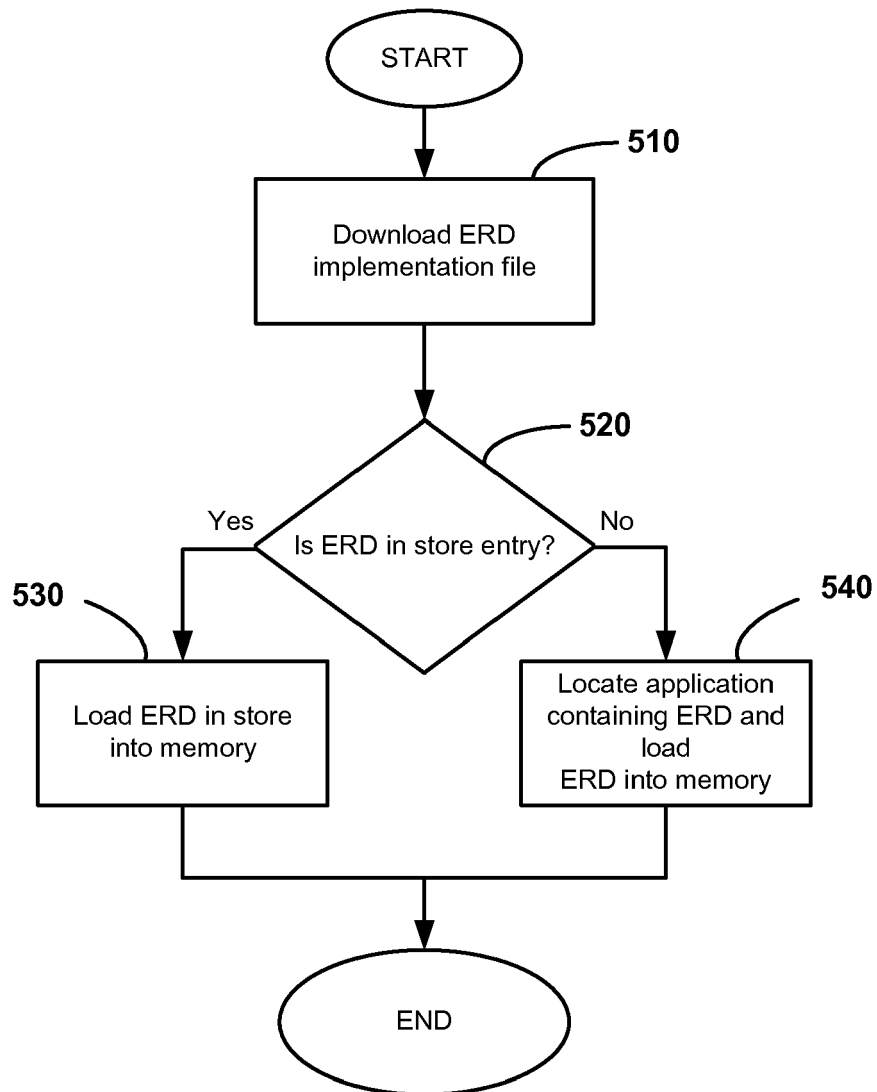 START
510
Download ERD
implementation file
520
Yes
Is ERD in store entry?
No
530
540
Load ERD in store
into memory
Locate application
containing ERD and
load
ERD into memory
END